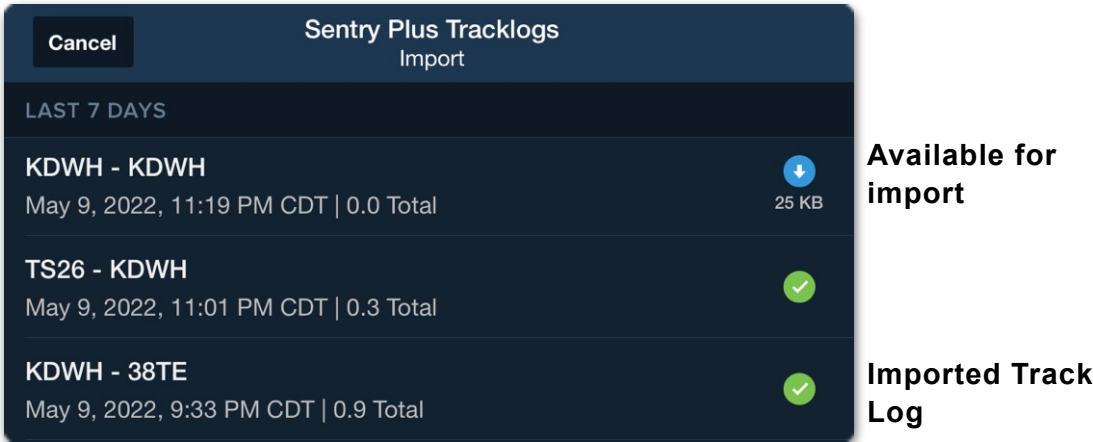 Cancel
Sentry Plus Tracklogs
Import
LAST 7 DAYS
KDWH - KDWH
May 9, 2022, 11:19 PM CDT | 0.0 Total
25 KB
Available for
import
TS26 - KDWH
May 9, 2022, 11:01 PM CDT | 0.3 Total
KDWH - 38TE
May 9, 2022, 9:33 PM CDT | 0.9 Total
Imported Track
Log